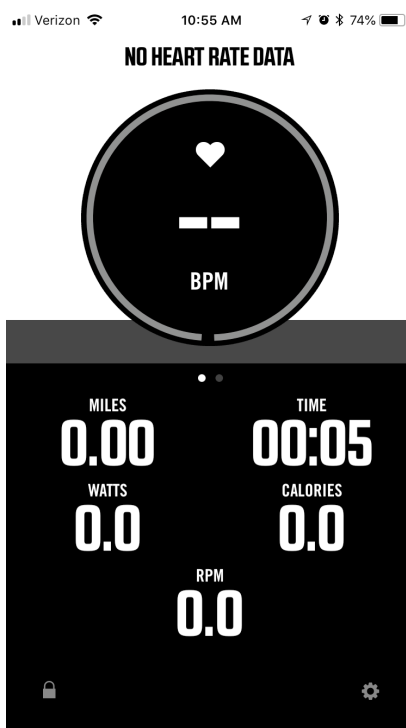 Verizon 10:55 AM 74%
NO HEART RATE DATA
--
BPM
MILES TIME
0.00 00:05
WATTS CALORIES
0.0 0.0
RPM
0.0